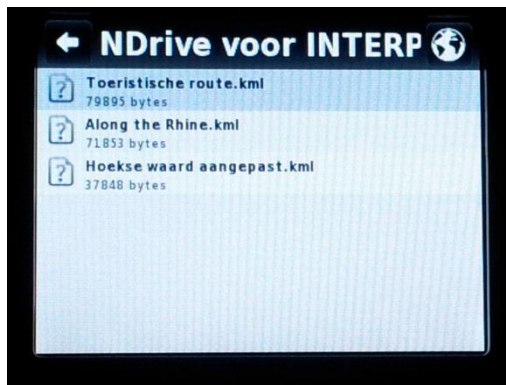 NDrive voor INTERP
Toeristische route.kml
79895 bytes
Along the Rhine.kml
71853 bytes
Hoekse waard aangepast.kml
37848 bytes